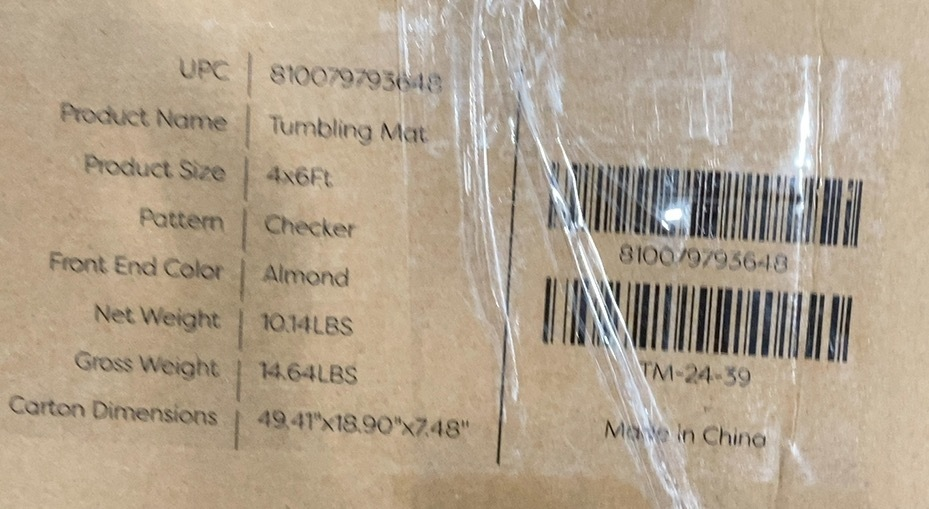 UPC 810079793648
Product Name Tumbling Mat
Product Size 4x6Ft
Pattern Checker
Front End Color Almond
Net Weight 10.14LBS
Gross Weight 14.64LBS
Carton Dimensions 49.41"x18.90"x7.48"
810079793648
TM-24-39
Made in China